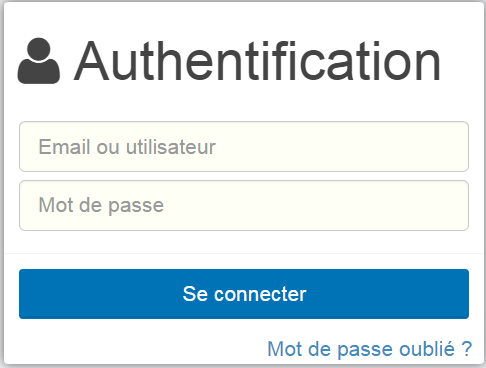 Authentification
Email ou utilisateur
Mot de passe
Se connecter
Mot de passe oublié ?